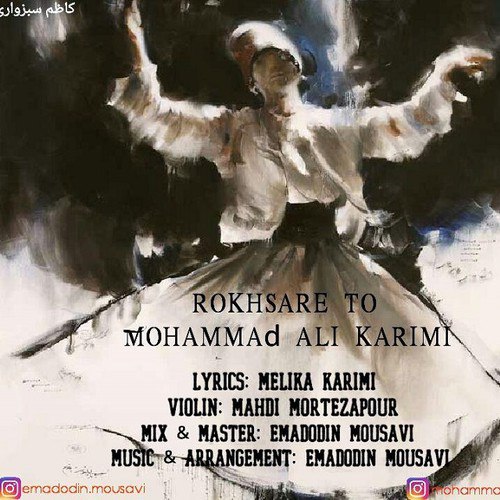 کاظم سبزواری
ROKHSARE TO
MOHAMMAd ALI KARIMI
LYRICS: MELIKA KARIMI
VIOLIN: MAHDI MORTEZAPOUR
MIX & MASTER: EMADODIN MOUSAVI
MUSIC & ARRANGEMENT: EMADODIN MOUSAVI
emadodin.mousavi